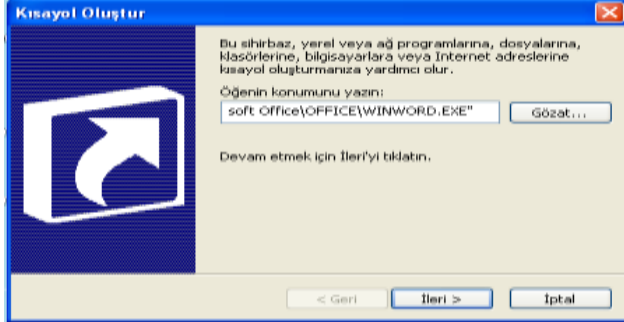 Kısayol Oluştur
Bu sihirbaz, yerel veya ağ programlarına, dosyalarına,
klasörlerine, bilgisayarlara veya Internet adreslerine
kısayol oluşturmanıza yardımcı olur.
Öğenin konumunu yazın:
soft Office\OFFICE\WINWORD.EXE"
Gözat...
Devam etmek için İleri'yi tıklatın.
< Geri
İleri >
İptal